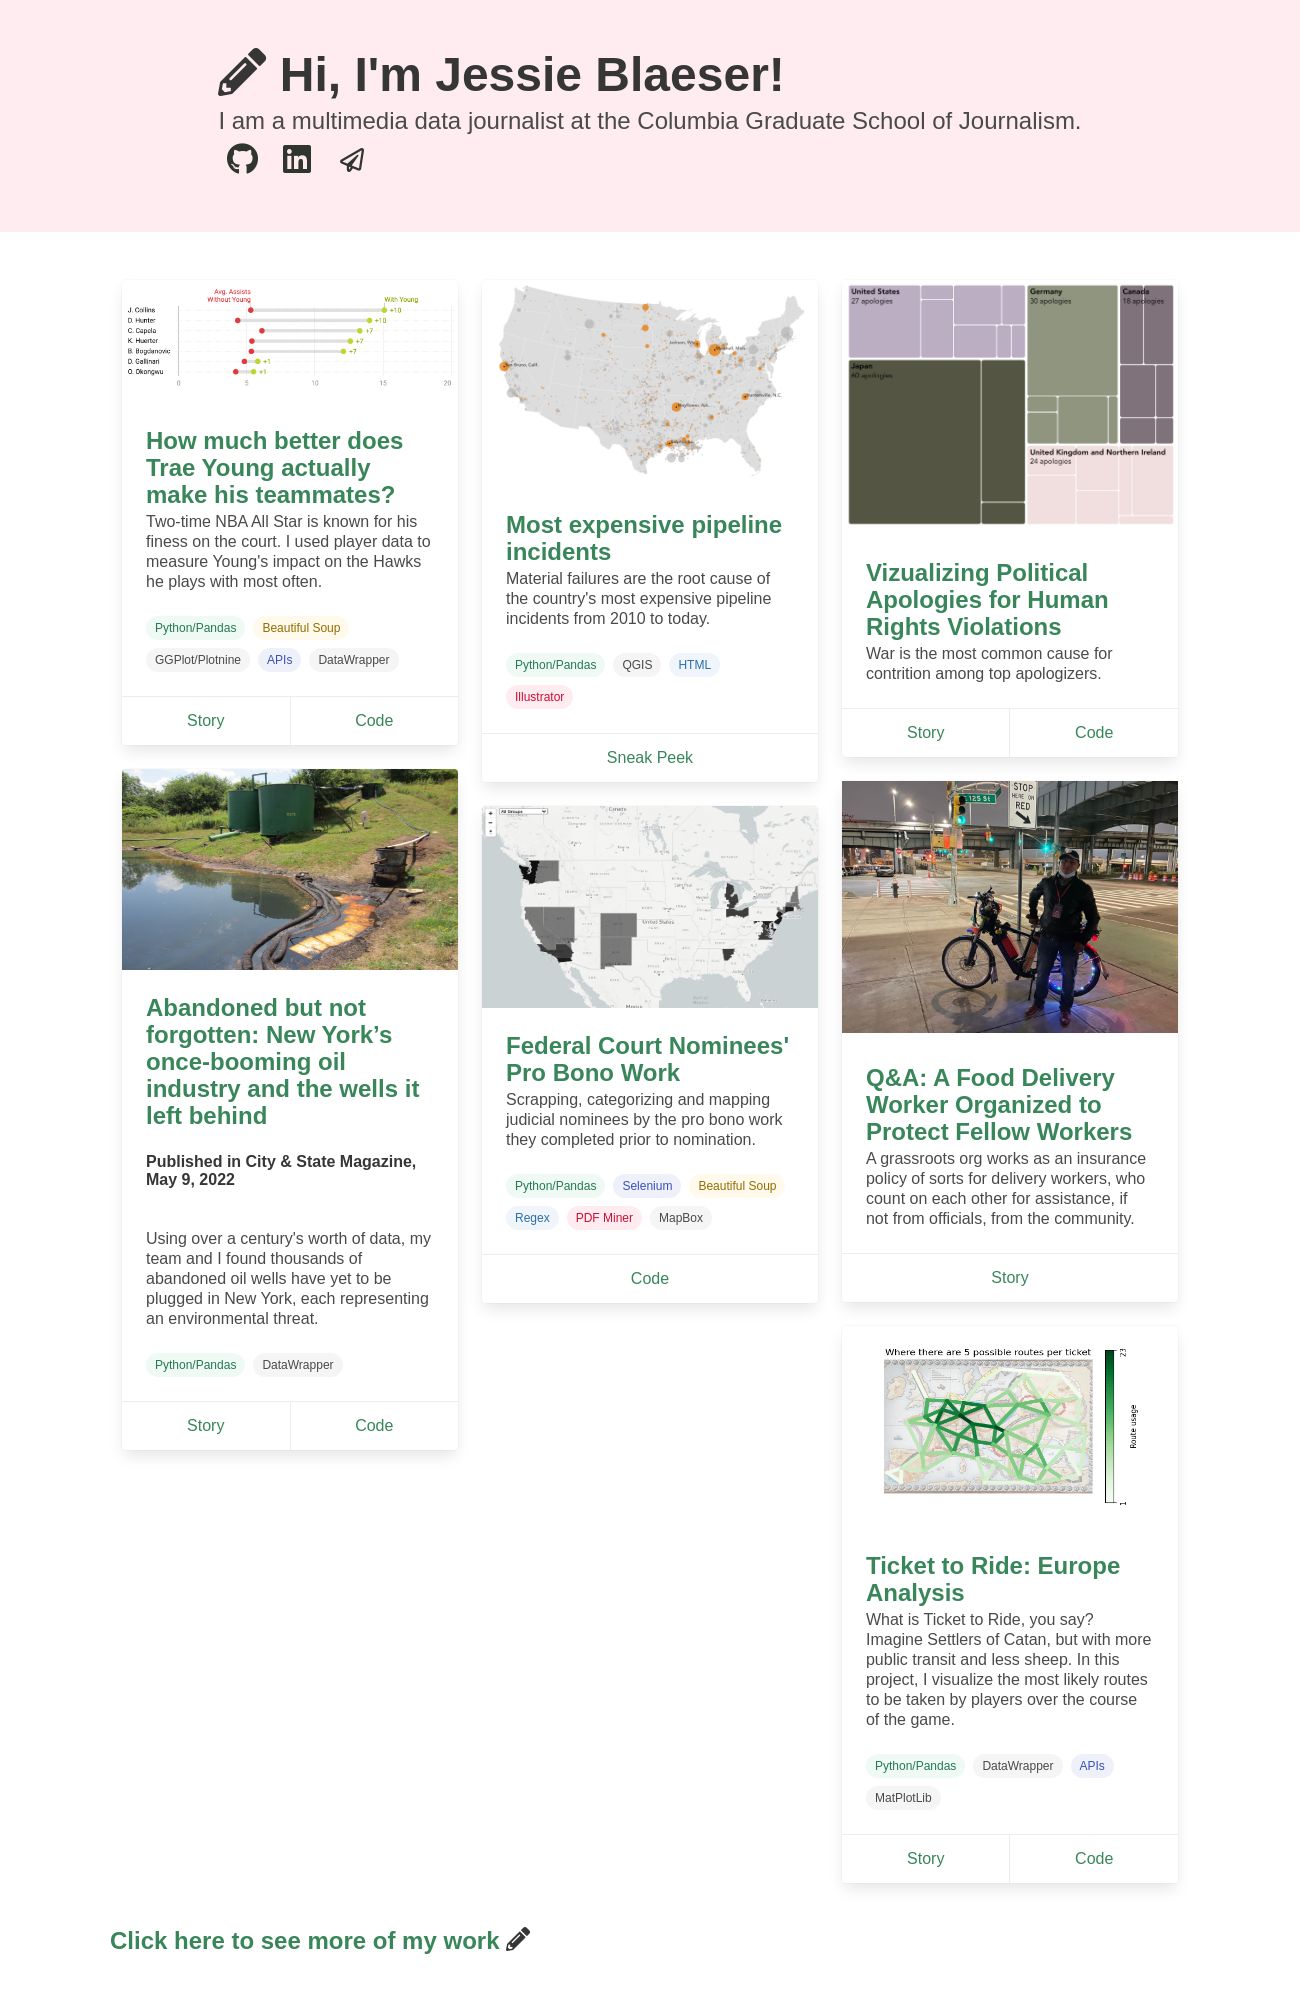 Hi, I'm Jessie Blaeser!
I am a multimedia data journalist at the Columbia Graduate School of Journalism.
Avg. Assists
Without Young
With Young
J. Collins
+10
D. Hunter
+10
C. Capela
+7
K. Huerter
+7
B. Bogdanovic
+7
D. Gallinari
+1
O. Okongwu
+1
0 5 10 15 20
How much better does
Trae Young actually
make his teammates?
Two-time NBA All Star is known for his
finess on the court. I used player data to
measure Young's impact on the Hawks
he plays with most often.
Python/Pandas Beautiful Soup
GGPlot/Plotnine APIs DataWrapper
Story Code
Abandoned but not
forgotten: New York’s
once-booming oil
industry and the wells it
left behind
Published in City & State Magazine,
May 9, 2022
Using over a century's worth of data, my
team and I found thousands of
abandoned oil wells have yet to be
plugged in New York, each representing
an environmental threat.
Python/Pandas DataWrapper
Story Code
Most expensive pipeline
incidents
Material failures are the root cause of
the country's most expensive pipeline
incidents from 2010 to today.
Python/Pandas QGIS HTML
Illustrator
Sneak Peek
All Groups
Canada
United States
Mexico
Federal Court Nominees'
Pro Bono Work
Scrapping, categorizing and mapping
judicial nominees by the pro bono work
they completed prior to nomination.
Python/Pandas Selenium Beautiful Soup
Regex PDF Miner MapBox
Code
United States
27 apologies
Germany
30 apologies
Canada
18 apologies
Japan
60 apologies
United Kingdom and Northern Ireland
24 apologies
Vizualizing Political
Apologies for Human
Rights Violations
War is the most common cause for
contrition among top apologizers.
Story Code
125 St
STOP
HERE ON
RED
Q&A: A Food Delivery
Worker Organized to
Protect Fellow Workers
A grassroots org works as an insurance
policy of sorts for delivery workers, who
count on each other for assistance, if
not from officials, from the community.
Story
Where there are 5 possible routes per ticket
23
Route usage
1
Ticket to Ride: Europe
Analysis
What is Ticket to Ride, you say?
Imagine Settlers of Catan, but with more
public transit and less sheep. In this
project, I visualize the most likely routes
to be taken by players over the course
of the game.
Python/Pandas DataWrapper APIs
MatPlotLib
Story Code
Click here to see more of my work